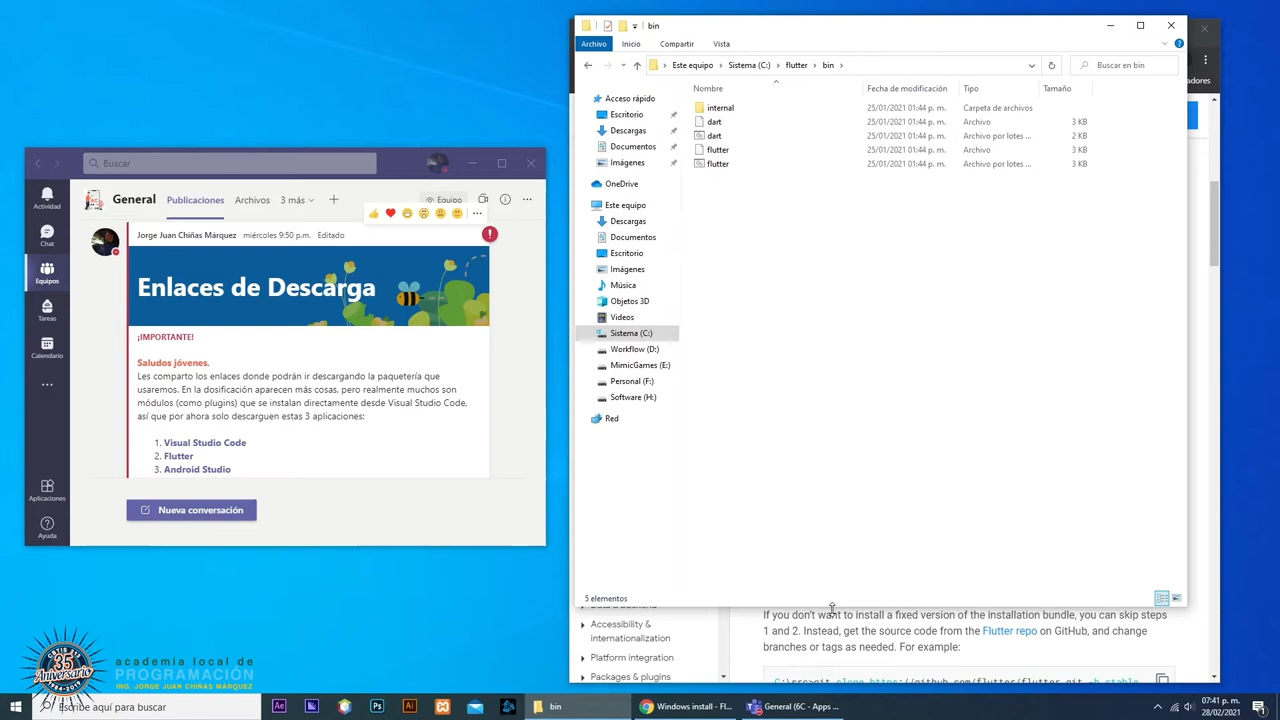 bin
Archivo Inicio Compartir Vista
Este equipo Sistema (C:) flutter bin
Buscar en bin
Nombre Fecha de modificación Tipo Tamaño
internal 25/01/2021 01:44 p. m. Carpeta de archivos
dart 25/01/2021 01:44 p. m. Archivo 3 KB
dart 25/01/2021 01:44 p. m. Archivo por lotes ... 2 KB
flutter 25/01/2021 01:44 p. m. Archivo 3 KB
flutter 25/01/2021 01:44 p. m. Archivo por lotes ... 3 KB
Acceso rápido
Escritorio
Descargas
Documentos
Imágenes
OneDrive
Este equipo
Descargas
Documentos
Escritorio
Imágenes
Música
Objetos 3D
Videos
Sistema (C:)
Workflow (D:)
MimicGames (E:)
Personal (F:)
Software (H:)
Red
5 elementos
adores
Buscar
Actividad
Chat
Equipos
Tareas
Calendario
Aplicaciones
Ayuda
General Publicaciones Archivos 3 más
Equipo
Jorge Juan Chiñas Márquez miércoles 9:50 p. m. Editado
Enlaces de Descarga
¡IMPORTANTE!
Saludos jóvenes.
Les comparto los enlaces donde podrán ir descargando la paquetería que
usaremos. En la dosificación aparecen más cosas, pero realmente muchos son
módulos (como plugins) que se instalan directamente desde Visual Studio Code,
así que por ahora solo descarguen estas 3 aplicaciones:
1. Visual Studio Code
2. Flutter
3. Android Studio
Nueva conversación
Accessibility &
internationalization
Platform integration
Packages & plugins
If you don't want to install a fixed version of the installation bundle, you can skip steps
1 and 2. Instead, get the source code from the Flutter repo on GitHub, and change
branches or tags as needed. For example:
C:\src>git clone https://github.com/flutter/flutter.git -b stable
35
Aniversario
academia local de
PROGRAMACIÓN
ING. JORGE JUAN CHIÑAS MÁRQUEZ
Escribe aquí para buscar
bin
Windows install - Fl...
General (6C - Apps ...
07:41 p. m.
28/02/2021